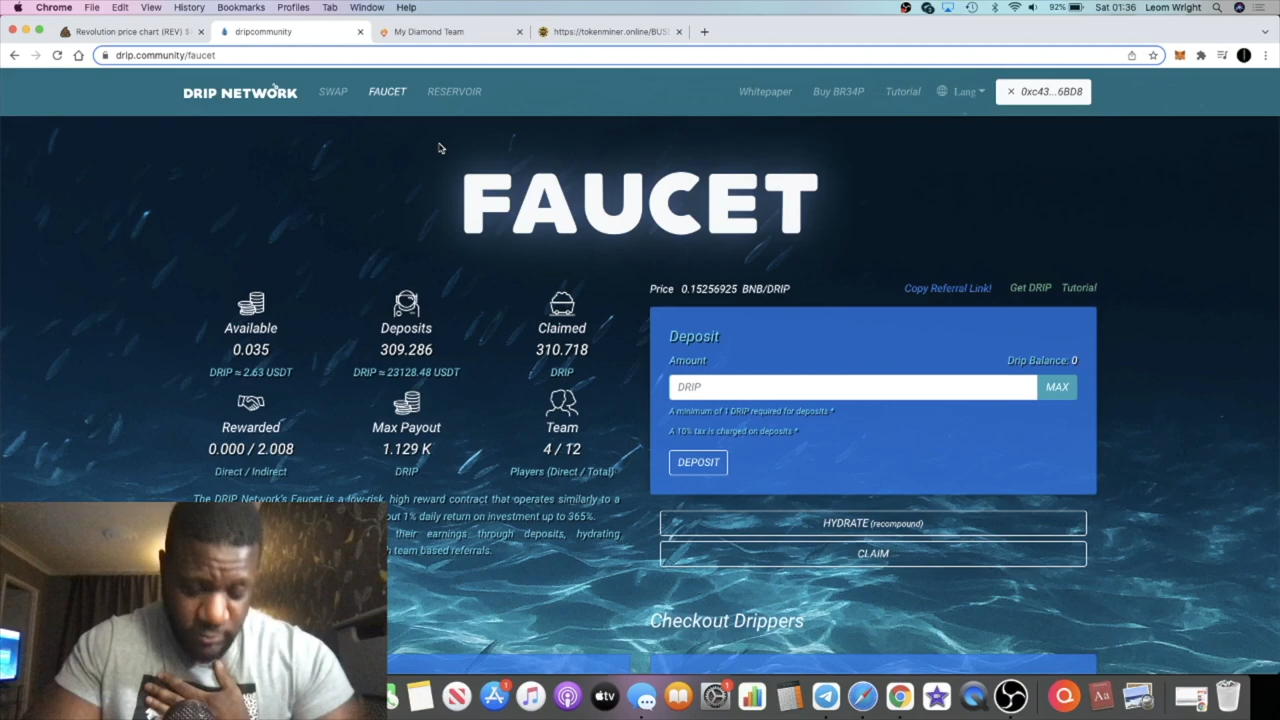 Chrome File Edit View History Bookmarks Profiles Tab Window Help 92% Sat 01:36 Leom Wright
Revolution price chart (REV) $ dripcommunity My Diamond Team https://tokenminer.online/BUS
drip.community/faucet
DRIP NETWORK SWAP FAUCET RESERVOIR Whitepaper Buy BR34P Tutorial Lang 0xc43...6BD8
FAUCET
Price 0.15256925 BNB/DRIP Copy Referral Link! Get DRIP Tutorial
Available Deposits Claimed
0.035 309.286 310.718
DRIP ≈ 2.63 USDT DRIP ≈ 23128.48 USDT DRIP
Rewarded Max Payout Team
0.000 / 2.008 1.129 K 4 / 12
Direct / Indirect DRIP Players (Direct / Total)
The DRIP Network's Faucet is a low-risk, high reward contract that operates similarly to a
out 1% daily return on investment up to 365%.
their earnings through deposits, hydrating
team based referrals.
Deposit
Amount Drip Balance: 0
DRIP MAX
A minimum of 1 DRIP required for deposits *
A 10% tax is charged on deposits *
DEPOSIT
HYDRATE (recompound)
CLAIM
Checkout Drippers
tv
Aa